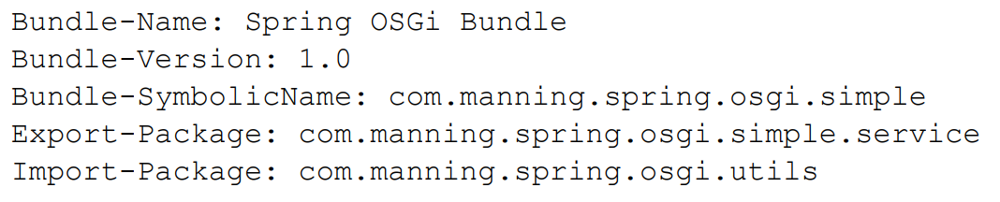 Bundle-Name: Spring OSGi Bundle
Bundle-Version: 1.0
Bundle-SymbolicName: com.manning.spring.osgi.simple
Export-Package: com.manning.spring.osgi.simple.service
Import-Package: com.manning.spring.osgi.utils